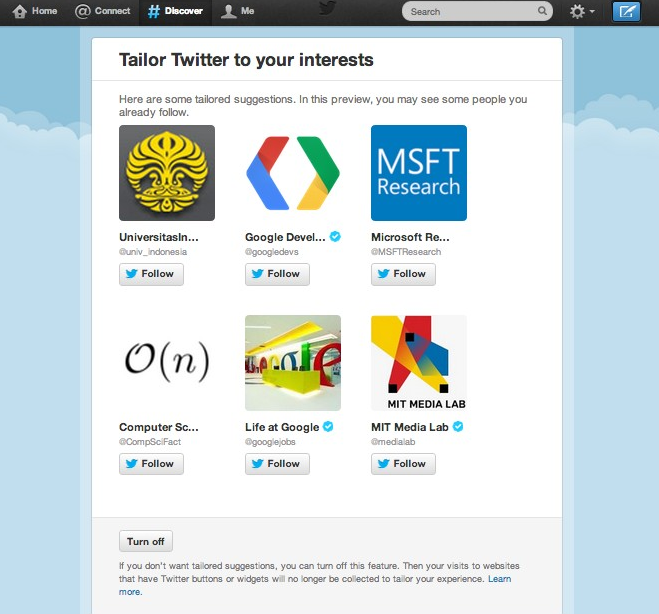 Home Connect Discover Me Search
Tailor Twitter to your interests
Here are some tailored suggestions. In this preview, you may see some people you
already follow.
MSFT
Research
UniversitasIn... Google Devel... Microsoft Re...
@univ_indonesia @googledevs @MSFTResearch
Follow Follow Follow
O(n) Google MIT MEDIA LAB
Computer Sc... Life at Google MIT Media Lab
@CompSciFact @googlejobs @medialab
Follow Follow Follow
Turn off
If you don't want tailored suggestions, you can turn off this feature. Then your visits to websites
that have Twitter buttons or widgets will no longer be collected to tailor your experience. Learn
more.